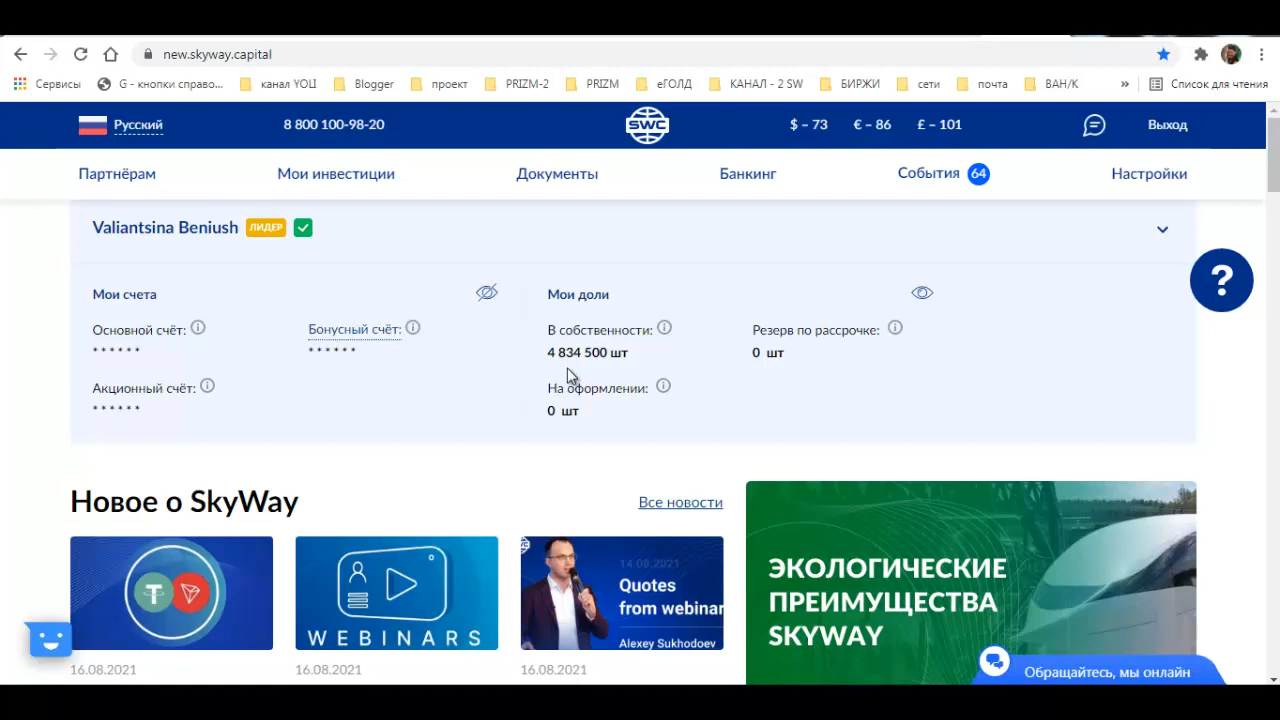 new.skyway.capital
Сервисы G - кнопки справо... канал YOU Blogger проект PRIZM-2 PRIZM еГОЛД КАНАЛ - 2 SW БИРЖИ сети почта ВАН/К » Список для чтения
Русский 8 800 100-98-20 SWC $ – 73 € – 86 £ – 101 Выход
Партнёрам Мои инвестиции Документы Банкинг События 64 Настройки
Valiantsina Beniush ЛИДЕР
?
Мои счета Мои доли
Основной счёт: Бонусный счёт: В собственности: Резерв по рассрочке:
* * * * * * * * * * * * 4 834 500 шт 0 шт
Акционный счёт: На оформлении:
* * * * * * 0 шт
Новое о SkyWay Все новости
14.08.2021
Quotes
from webinar
WEBINARS
Alexey Sukhodoev
ЭКОЛОГИЧЕСКИЕ
ПРЕИМУЩЕСТВА
SKYWAY
16.08.2021 16.08.2021 16.08.2021
Обращайтесь, мы онлайн